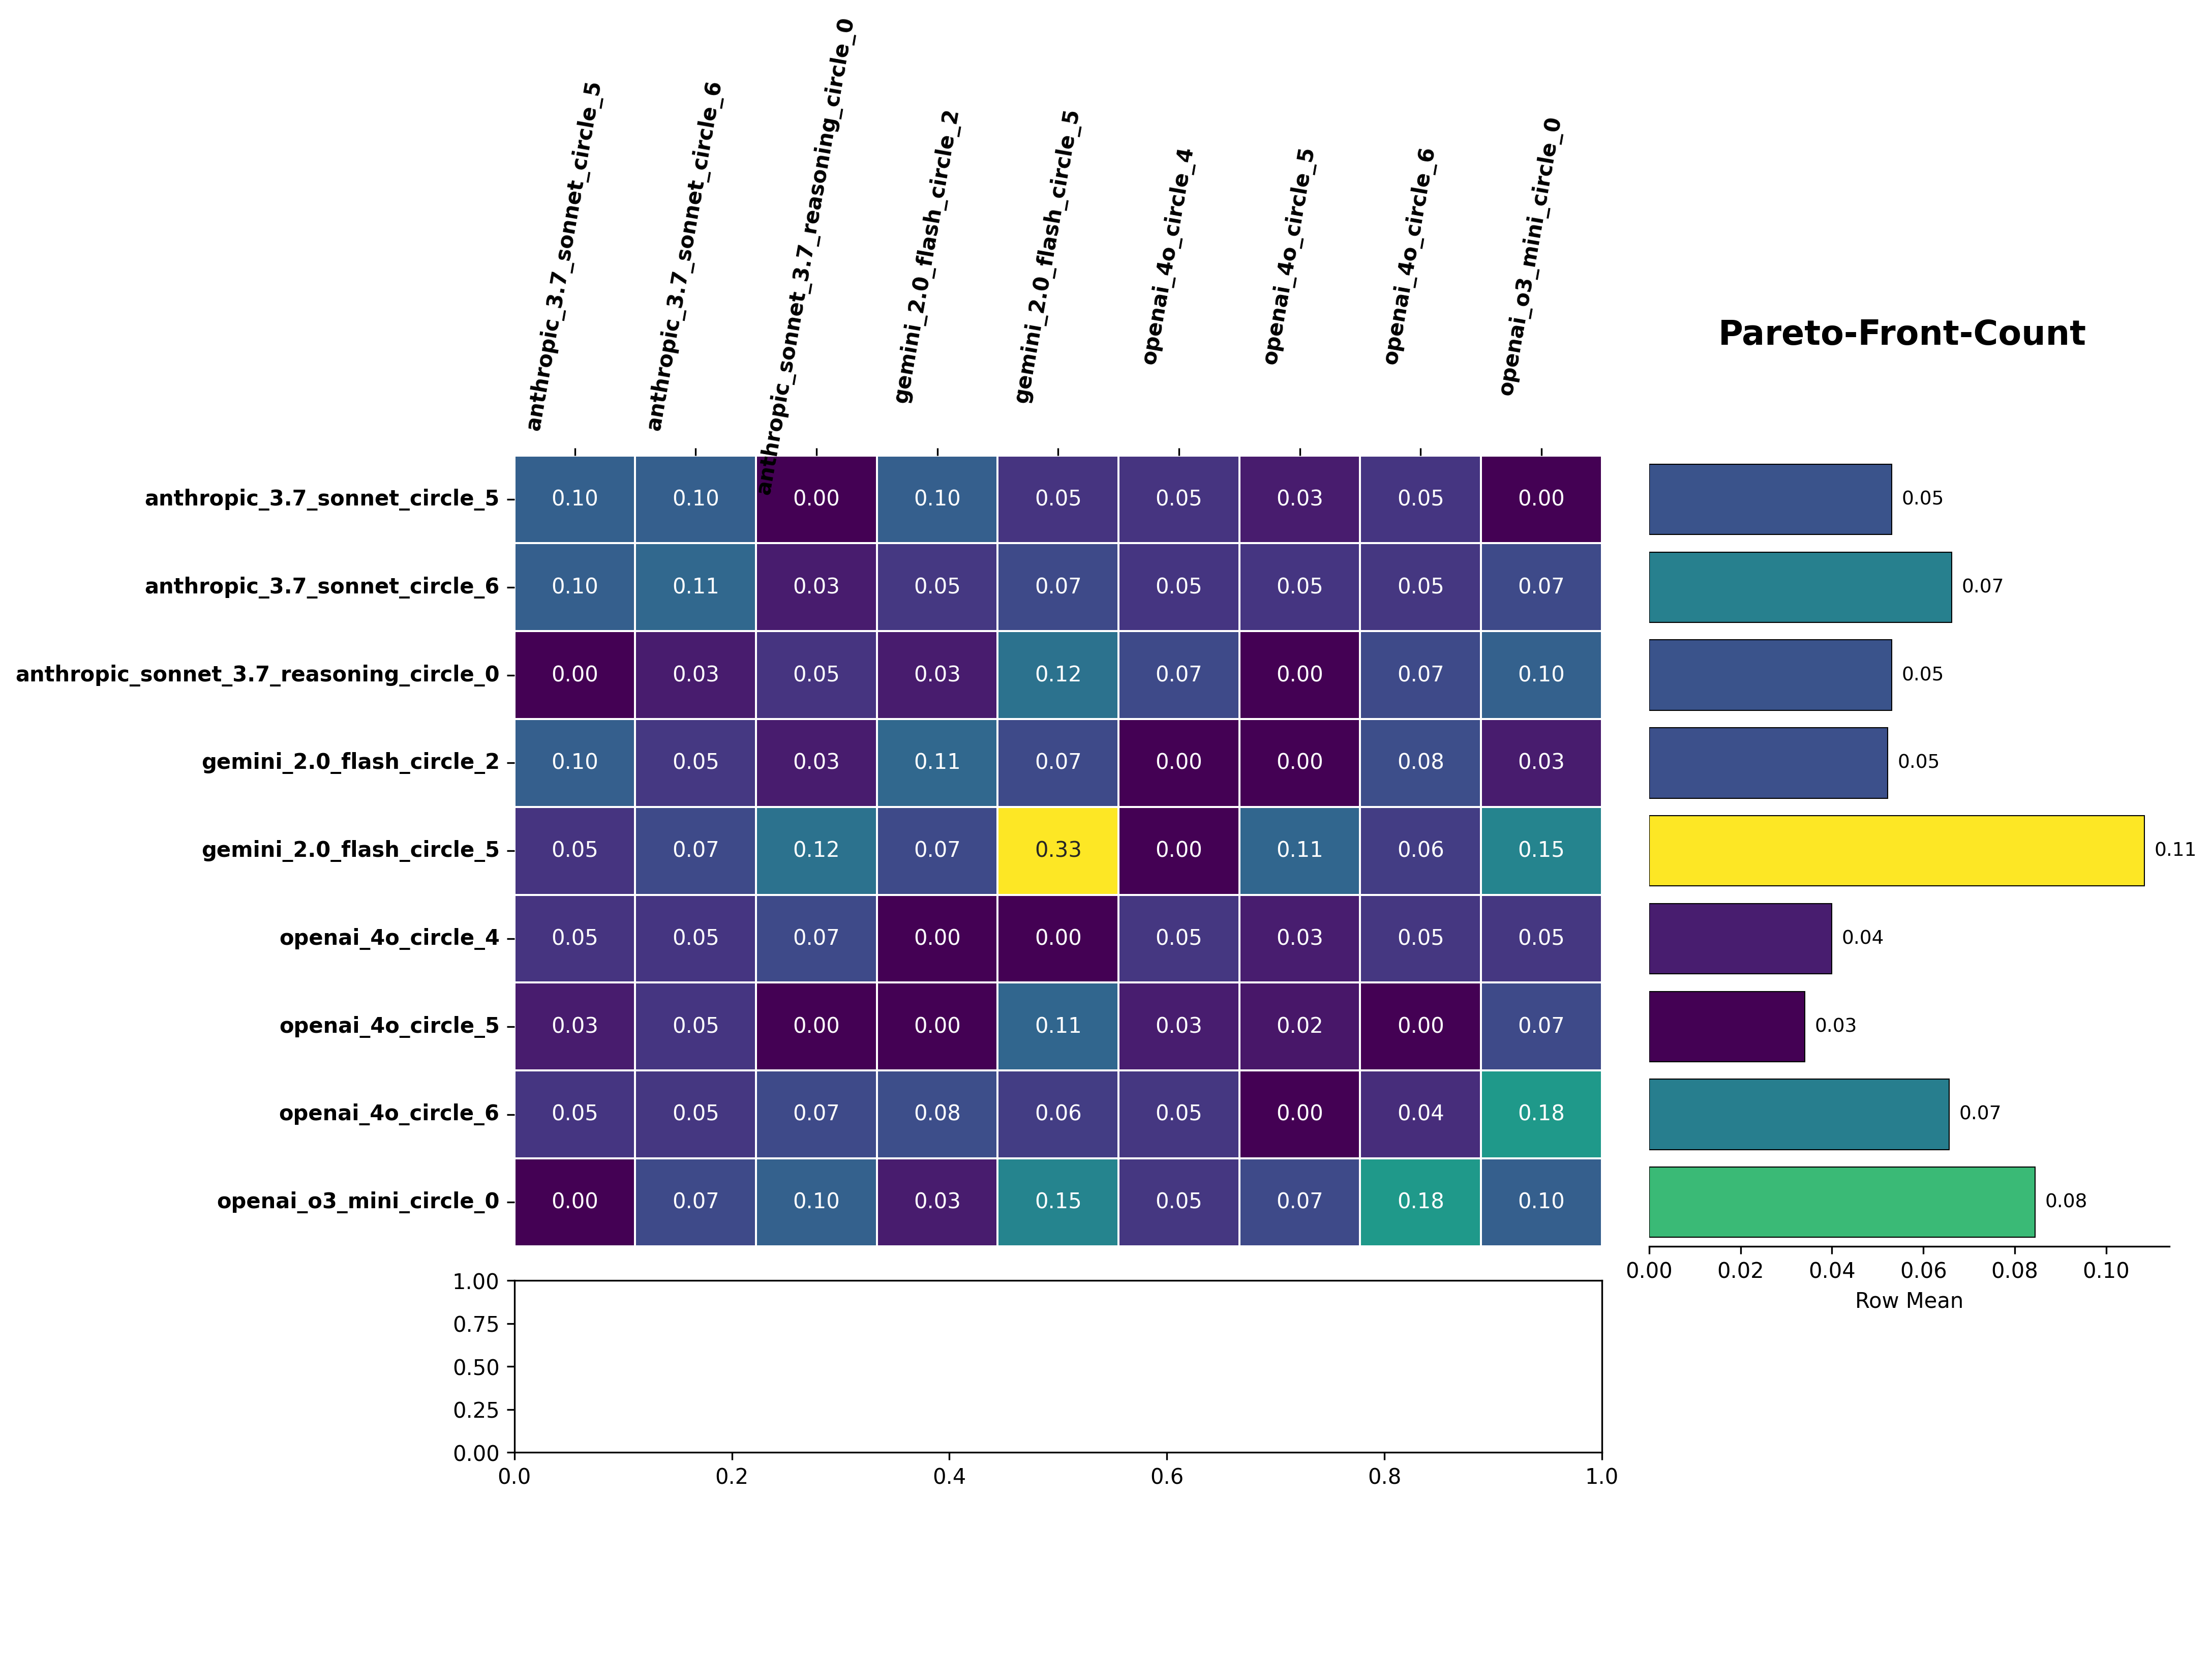 anthropic_3.7_sonnet_circle_5
anthropic_3.7_sonnet_circle_6
anthropic_sonnet_3.7_reasoning_circle_0
gemini_2.0_flash_circle_2
gemini_2.0_flash_circle_5
openai_4o_circle_4
openai_4o_circle_5
openai_4o_circle_6
openai_o3_mini_circle_0
Pareto-Front-Count
anthropic_3.7_sonnet_circle_5 0.10 0.10 0.00 0.10 0.05 0.05 0.03 0.05 0.00 0.05
anthropic_3.7_sonnet_circle_6 0.10 0.11 0.03 0.05 0.07 0.05 0.05 0.05 0.07 0.07
anthropic_sonnet_3.7_reasoning_circle_0 0.00 0.03 0.05 0.03 0.12 0.07 0.00 0.07 0.10 0.05
gemini_2.0_flash_circle_2 0.10 0.05 0.03 0.11 0.07 0.00 0.00 0.08 0.03 0.05
gemini_2.0_flash_circle_5 0.05 0.07 0.12 0.07 0.33 0.00 0.11 0.06 0.15 0.11
openai_4o_circle_4 0.05 0.05 0.07 0.00 0.00 0.05 0.03 0.05 0.05 0.04
openai_4o_circle_5 0.03 0.05 0.00 0.00 0.11 0.03 0.02 0.00 0.07 0.03
openai_4o_circle_6 0.05 0.05 0.07 0.08 0.06 0.05 0.00 0.04 0.18 0.07
openai_o3_mini_circle_0 0.00 0.07 0.10 0.03 0.15 0.05 0.07 0.18 0.10 0.08
0.00 0.02 0.04 0.06 0.08 0.10
Row Mean
1.00
0.75
0.50
0.25
0.00
0.0 0.2 0.4 0.6 0.8 1.0